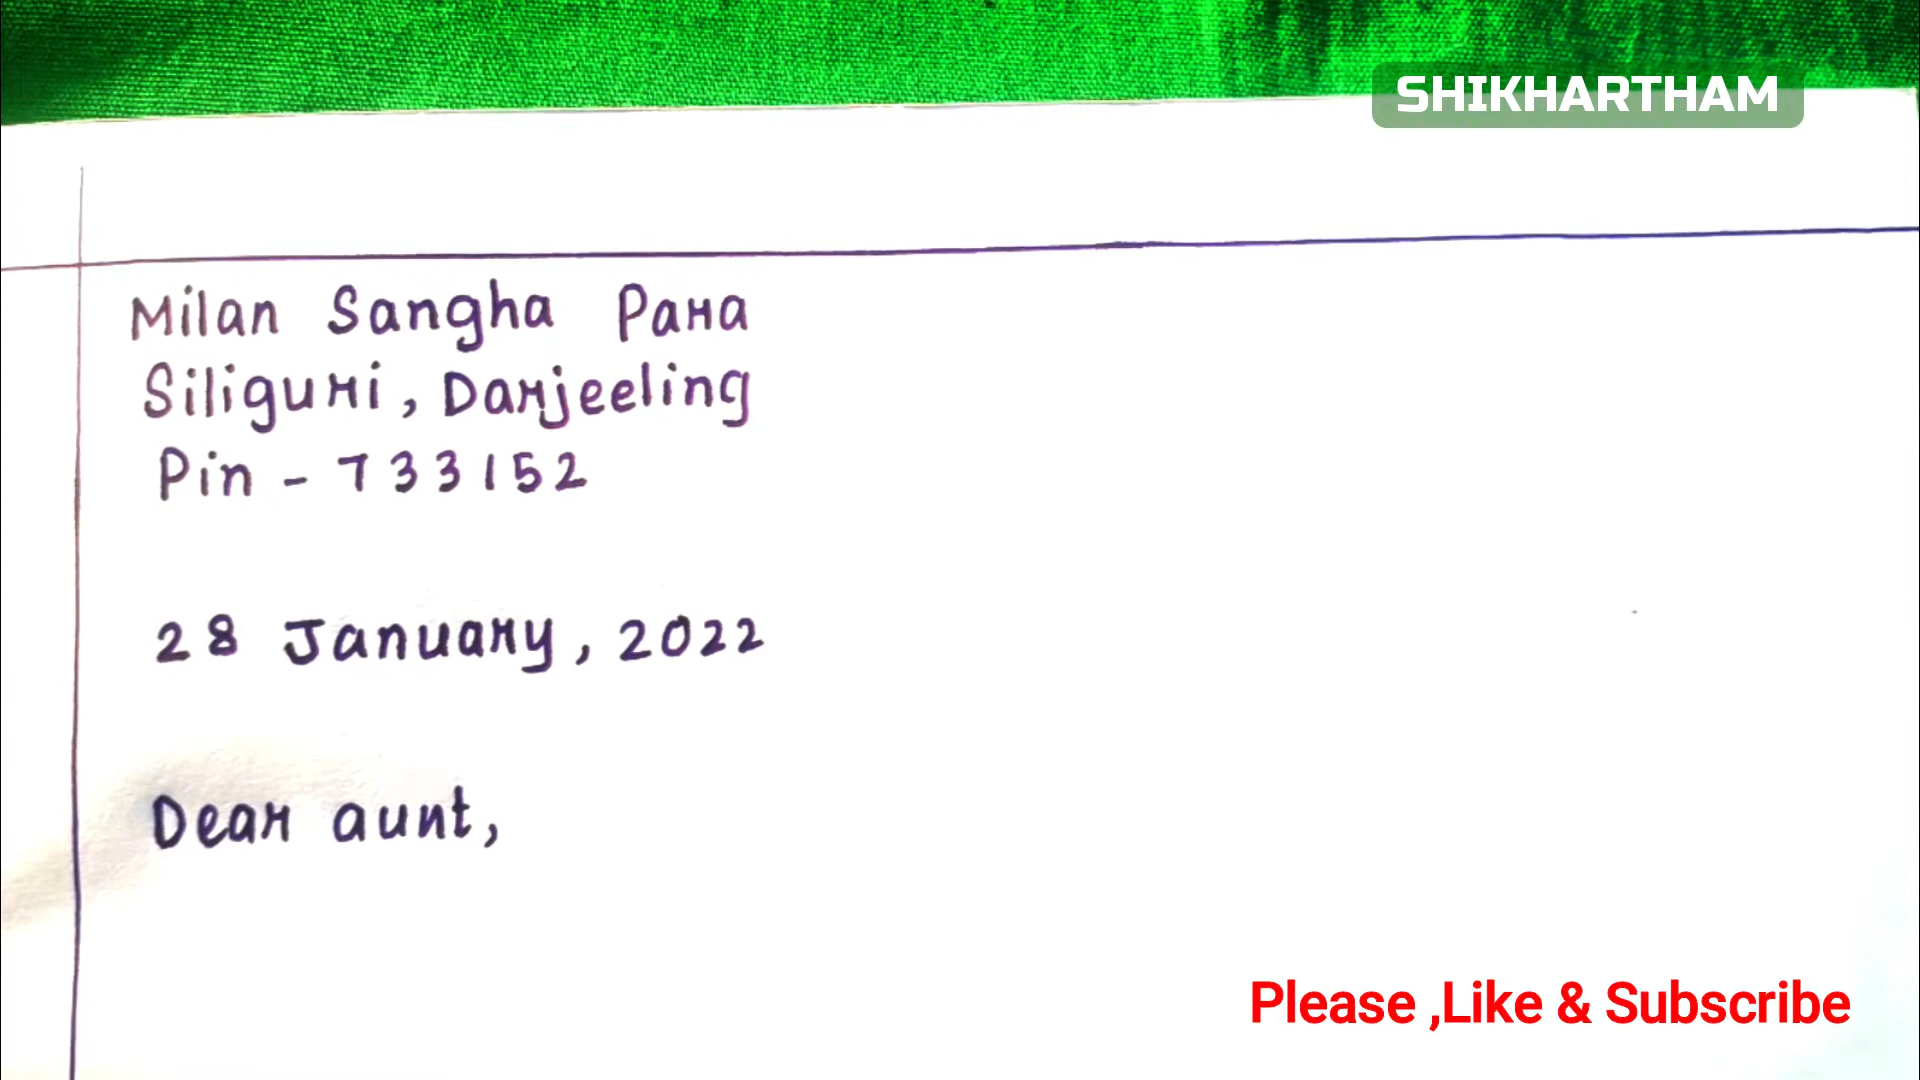 SHIKHARTHAM
Milan Sangha Para
Siliguri, Darjeeling
Pin - 733152
28 January, 2022
Dear aunt,
Please ,Like & Subscribe